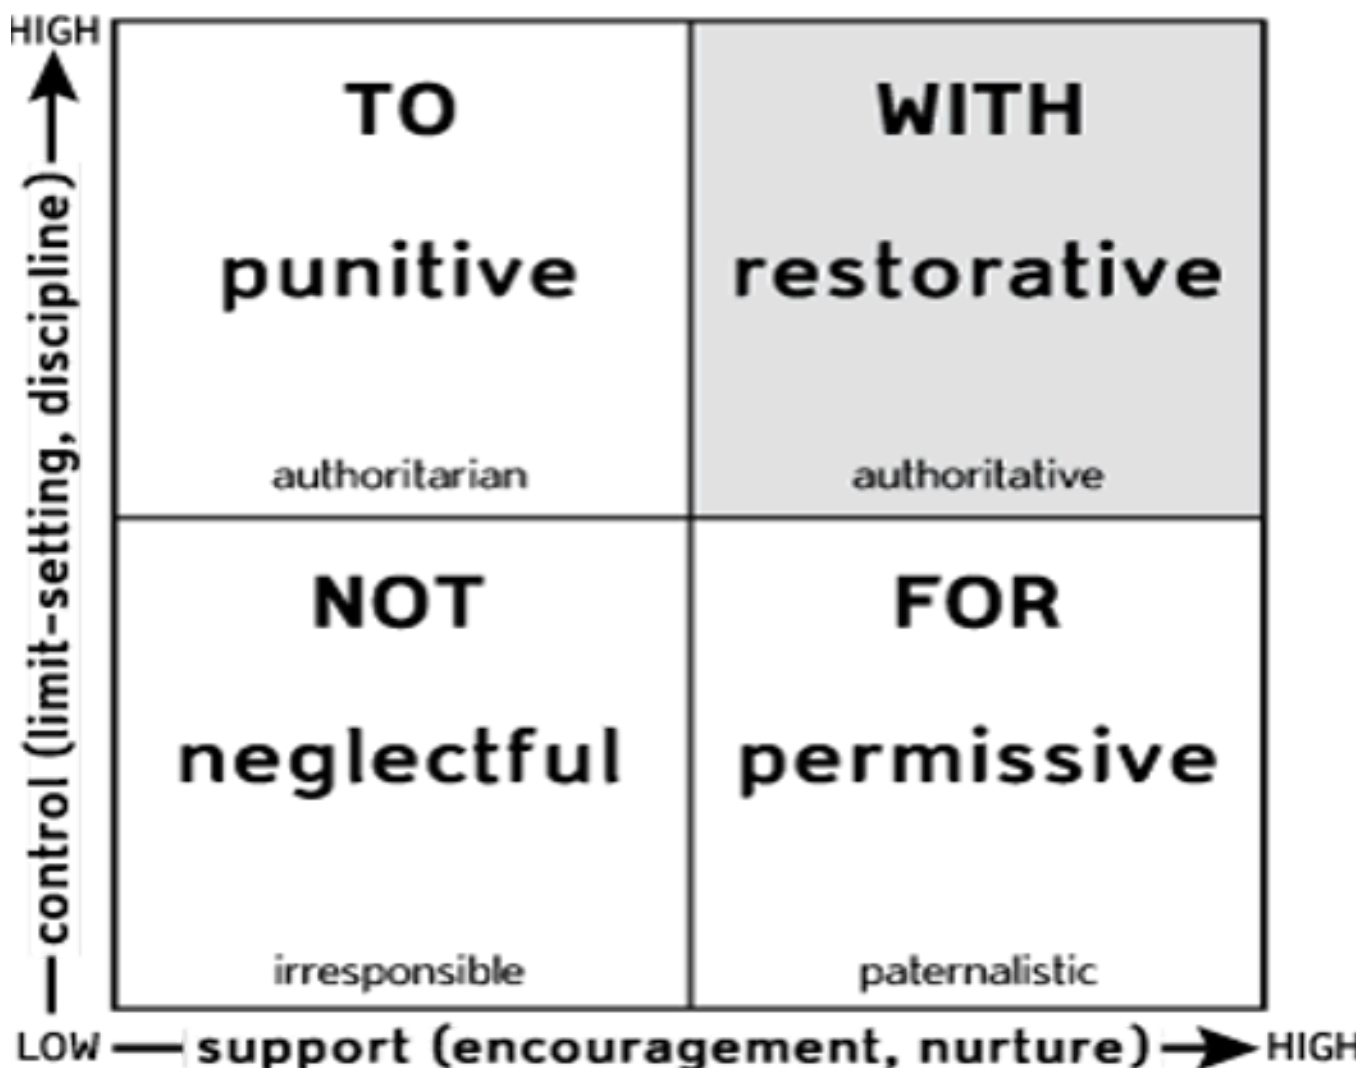 HIGH
control (limit-setting, discipline)
TO
punitive
authoritarian
WITH
restorative
authoritative
NOT
neglectful
irresponsible
FOR
permissive
paternalistic
LOW
support (encouragement, nurture)
HIGH